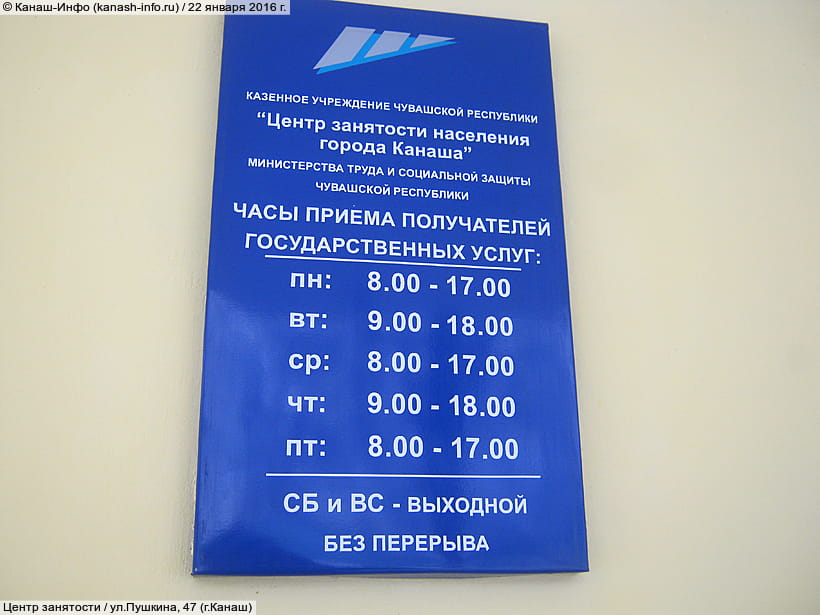 © Канаш-Инфо (kanash-info.ru) / 22 января 2016 г.
КАЗЕННОЕ УЧРЕЖДЕНИЕ ЧУВАШСКОЙ РЕСПУБЛИКИ
“Центр занятости населения
города Канаша”
МИНИСТЕРСТВА ТРУДА И СОЦИАЛЬНОЙ ЗАЩИТЫ
ЧУВАШСКОЙ РЕСПУБЛИКИ
ЧАСЫ ПРИЕМА ПОЛУЧАТЕЛЕЙ
ГОСУДАРСТВЕННЫХ УСЛУГ:
пн: 8.00 - 17.00
вт: 9.00 - 18.00
ср: 8.00 - 17.00
чт: 9.00 - 18.00
пт: 8.00 - 17.00
СБ и ВС - ВЫХОДНОЙ
БЕЗ ПЕРЕРЫВА
Центр занятости / ул.Пушкина, 47 (г.Канаш)